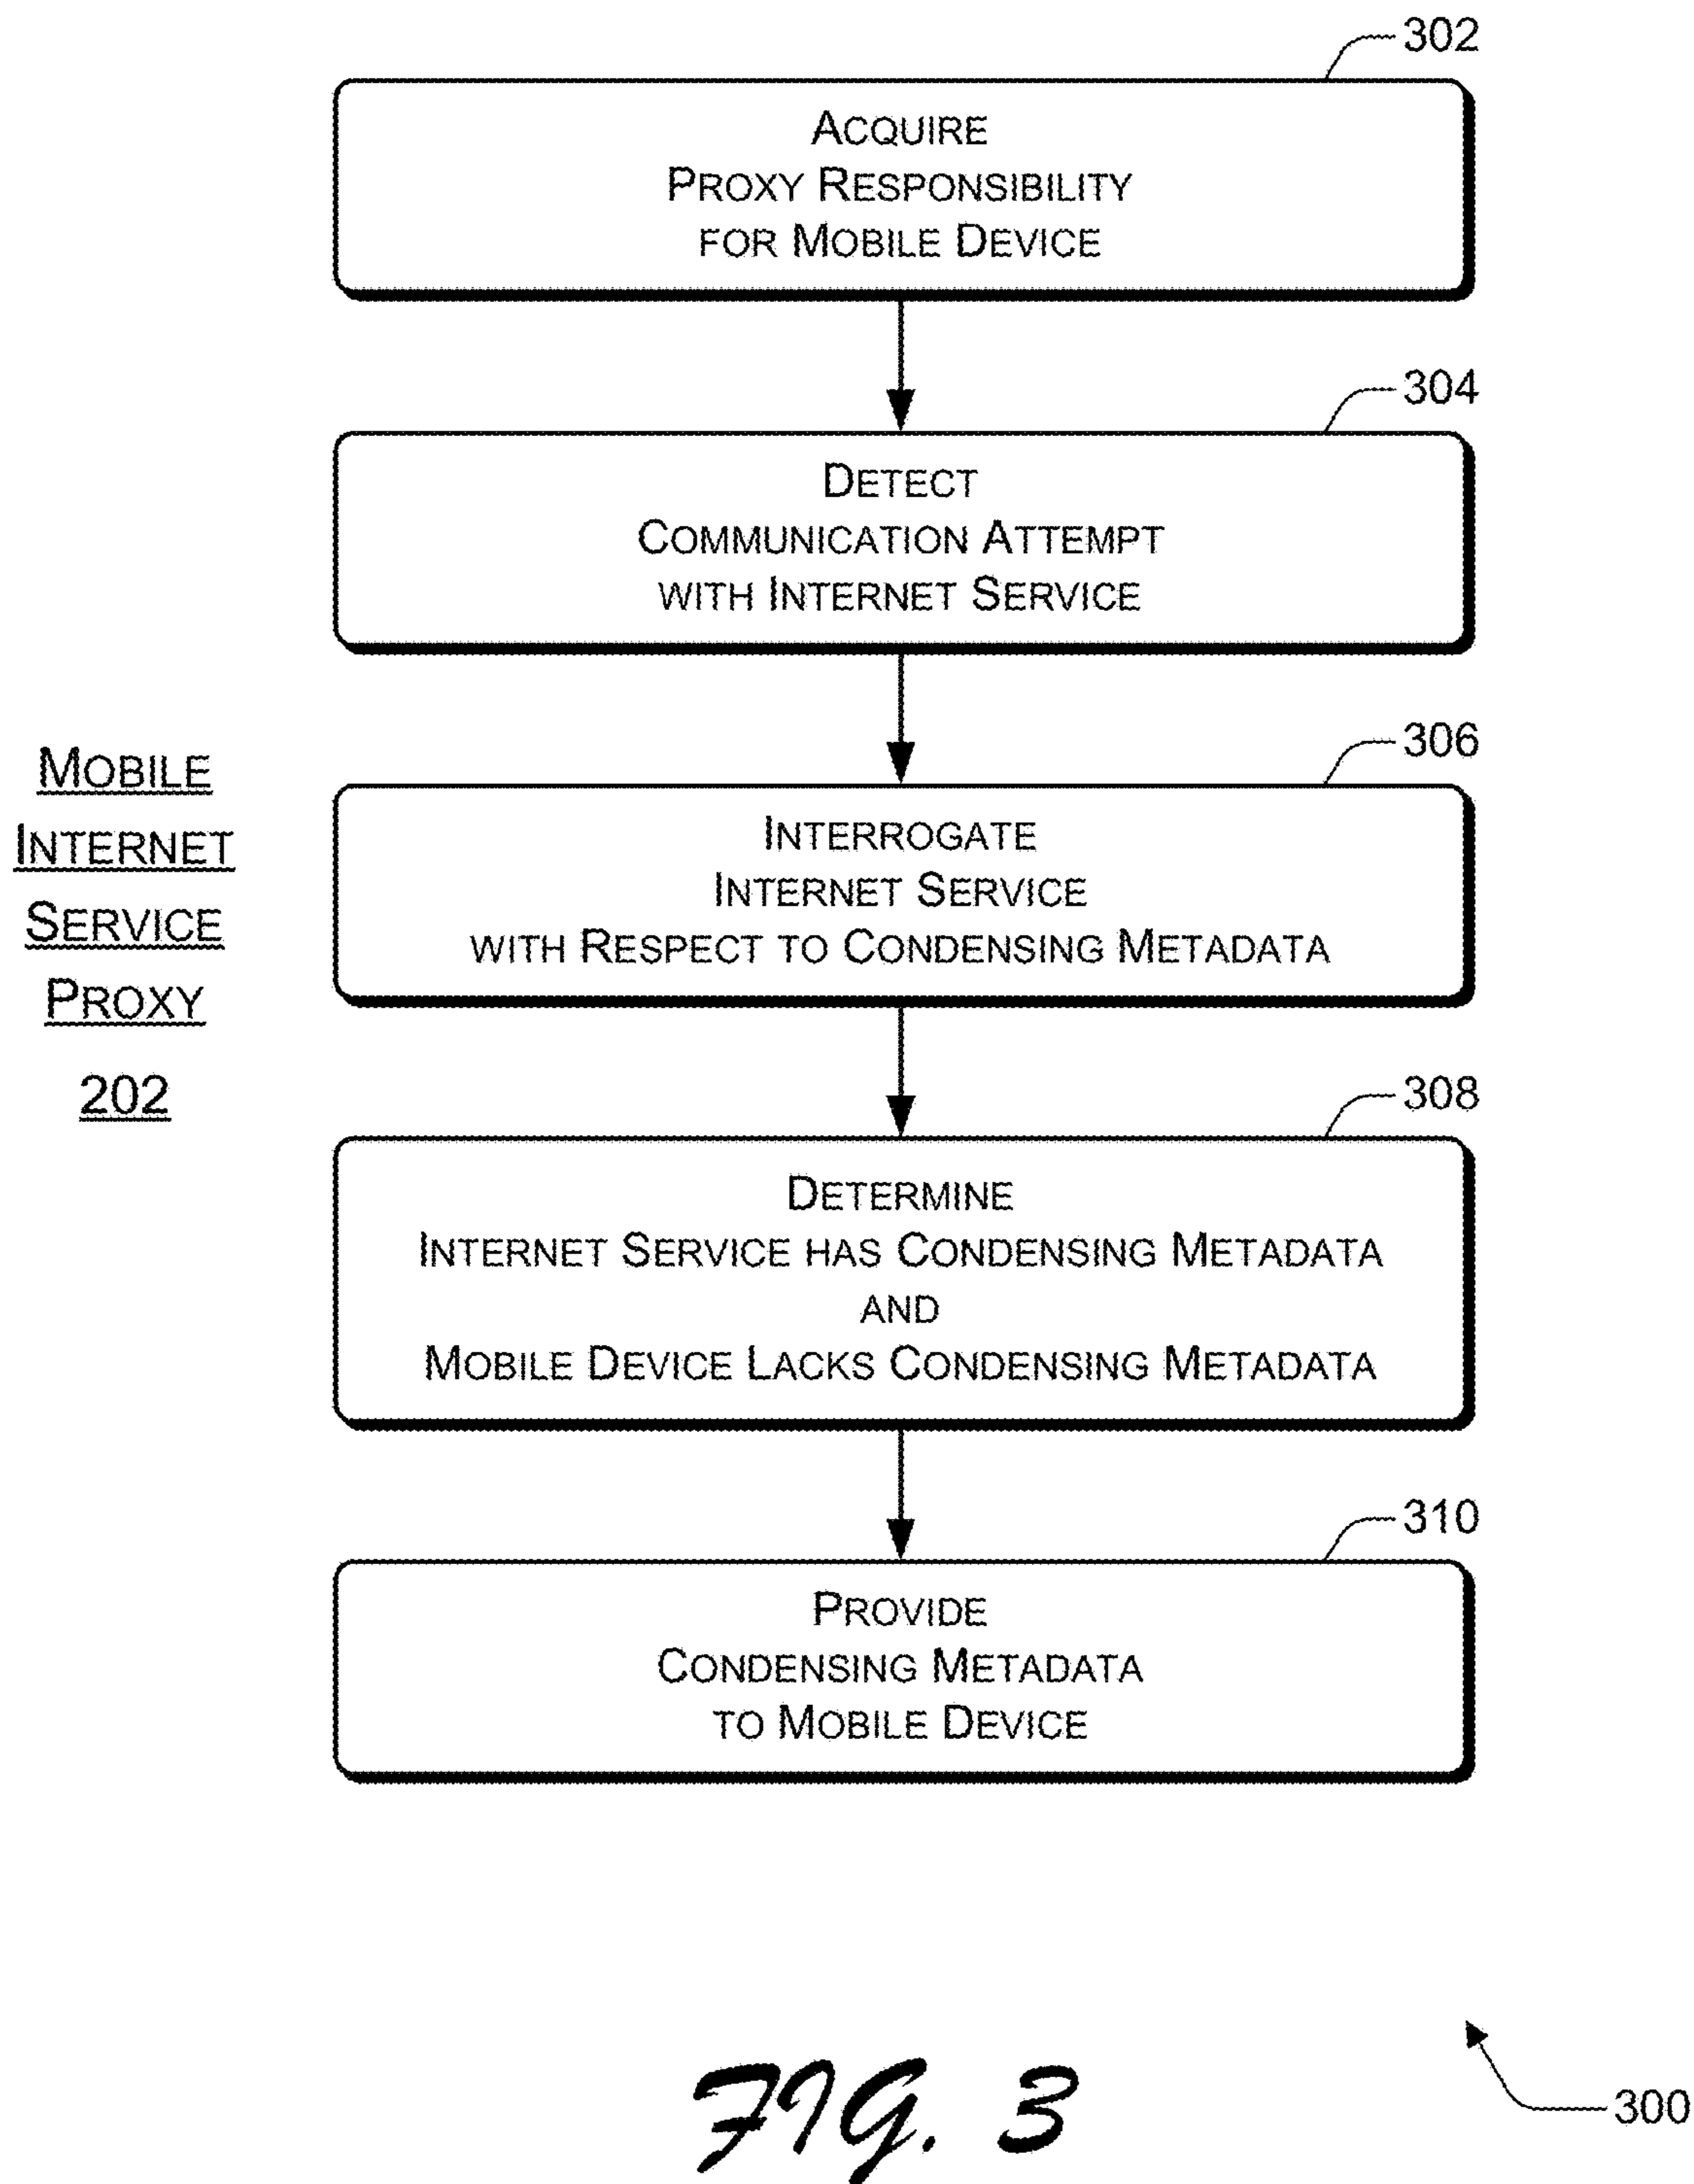 302
ACQUIRE
PROXY RESPONSIBILITY
FOR MOBILE DEVICE
304
DETECT
COMMUNICATION ATTEMPT
WITH INTERNET SERVICE
306
INTERROGATE
INTERNET SERVICE
WITH RESPECT TO CONDENSING METADATA
MOBILE
INTERNET
SERVICE
PROXY
202
308
DETERMINE
INTERNET SERVICE HAS CONDENSING METADATA
AND
MOBILE DEVICE LACKS CONDENSING METADATA
310
PROVIDE
CONDENSING METADATA
TO MOBILE DEVICE
300
FIG. 3